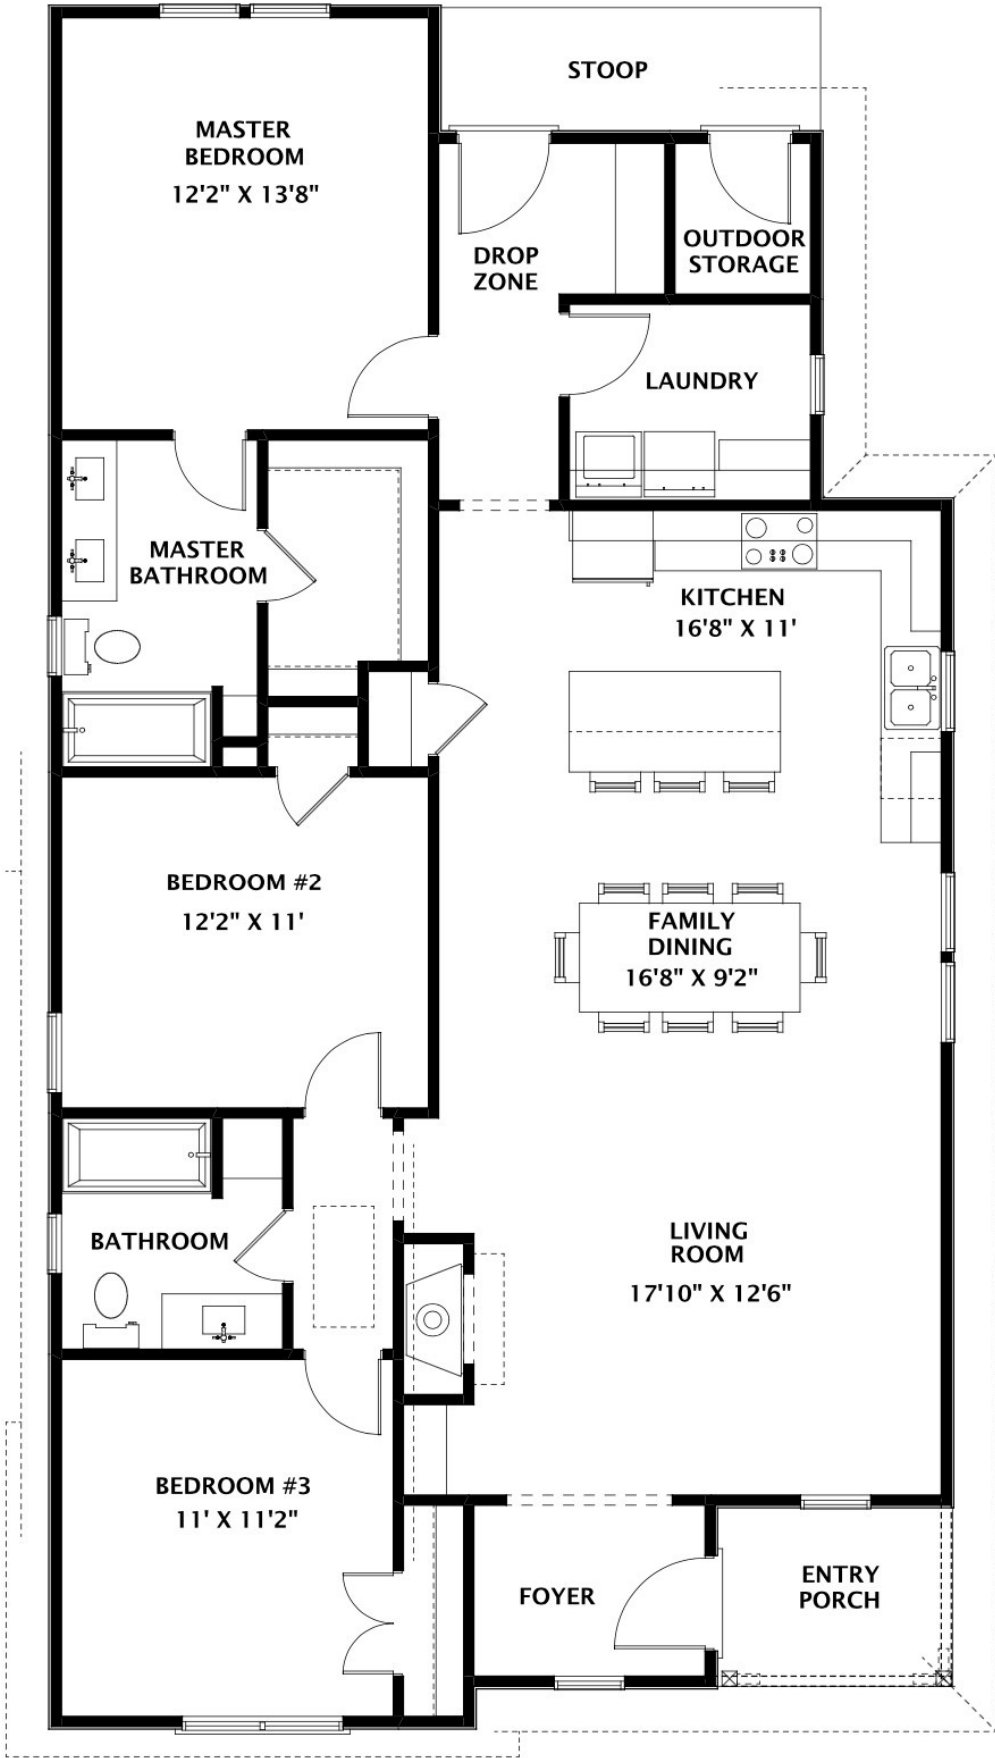 STOOP
MASTER
BEDROOM
12'2" X 13'8"
DROP
ZONE
OUTDOOR
STORAGE
LAUNDRY
MASTER
BATHROOM
KITCHEN
16'8" X 11'
BEDROOM #2
12'2" X 11'
FAMILY
DINING
16'8" X 9'2"
BATHROOM
LIVING
ROOM
17'10" X 12'6"
BEDROOM #3
11' X 11'2"
FOYER
ENTRY
PORCH